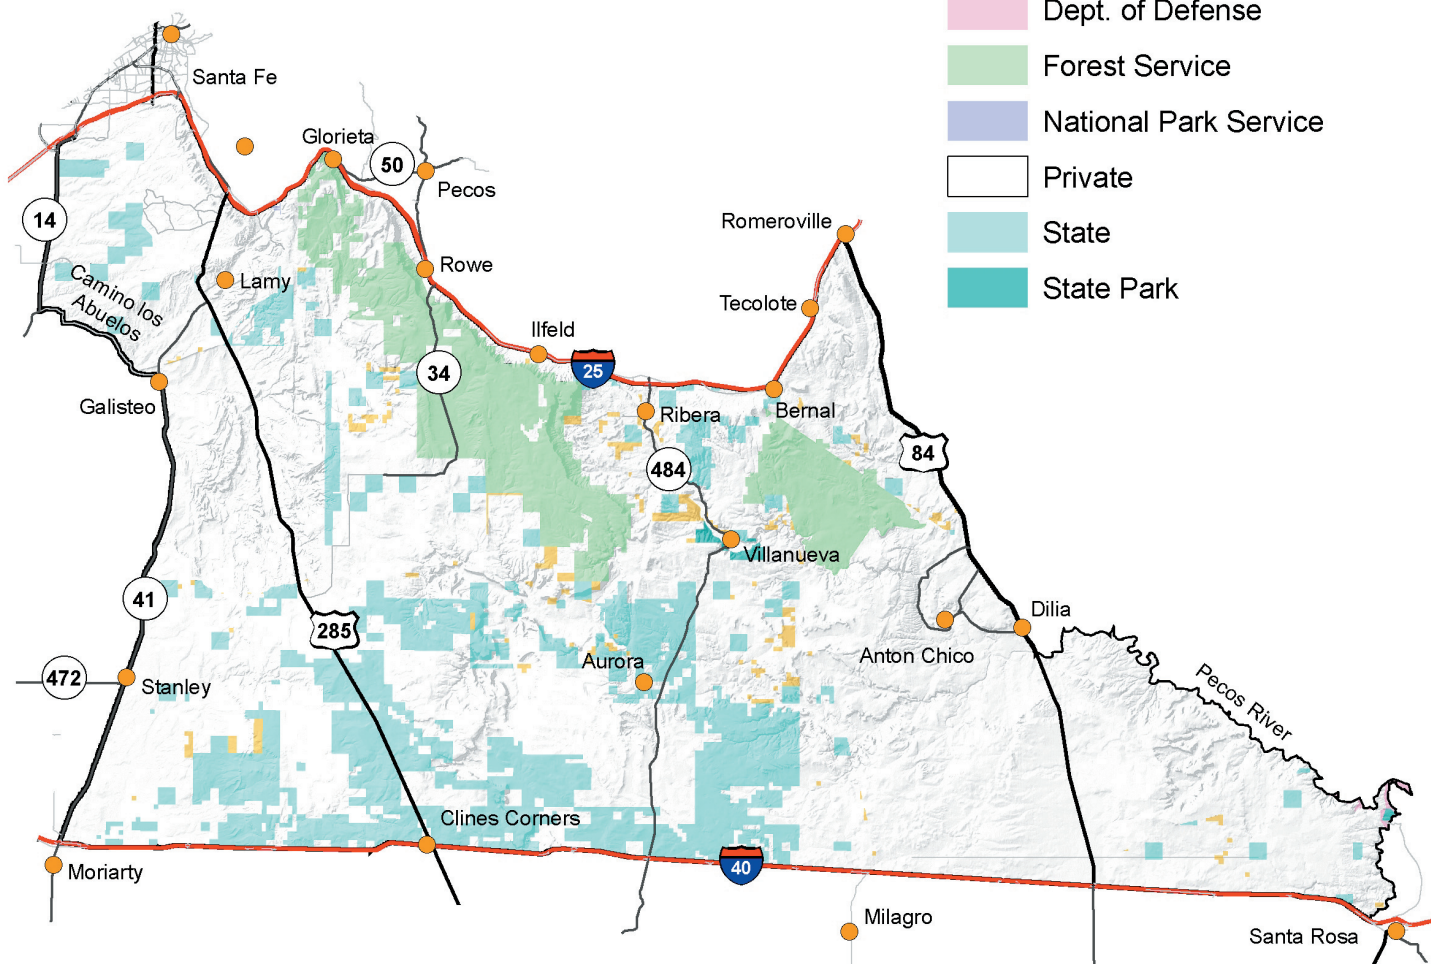 Dept. of Defense
Forest Service
National Park Service
Private
State
State Park
Santa Fe
Glorieta
50
Pecos
14
Romeroville
Rowe
Lamy
Camino los
Abuelos
Tecolote
Ilfeld
25
34
Galisteo
Ribera
Bernal
84
484
Villanueva
41
285
Dilia
Anton Chico
Aurora
472
Stanley
Pecos River
Clines Corners
40
Moriarty
Milagro
Santa Rosa